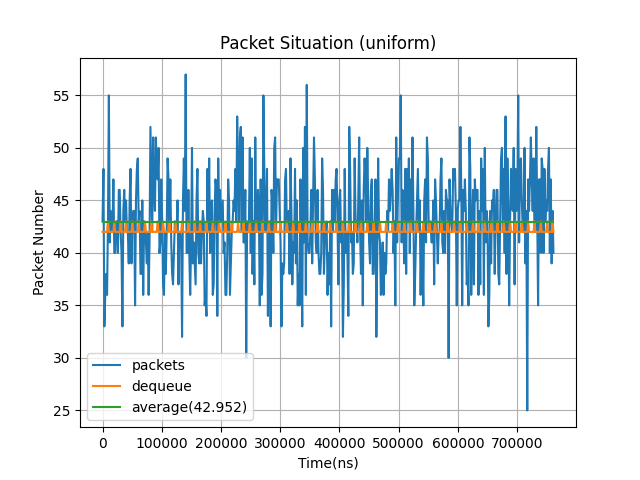 Packet Situation (uniform)
Packet Number
55
50
45
40
35
30
25
packets
dequeue
average(42.952)
0 100000 200000 300000 400000 500000 600000 700000
Time(ns)